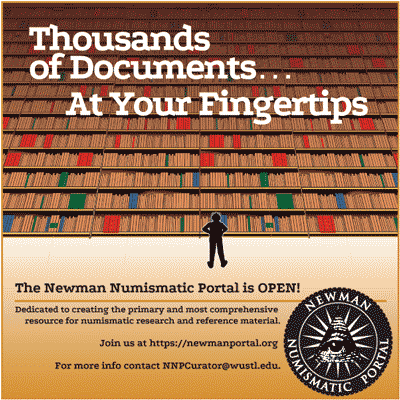 Thousands
of Documents...
At Your Fingertips
The Newman Numismatic Portal is OPEN!
Dedicated to creating the primary and most comprehensive
resource for numismatic research and reference material.
Join us at https://newmanportal.org
For more info contact NNPCurator@wustl.edu.
NEWMAN
NUMISMATIC PORTAL